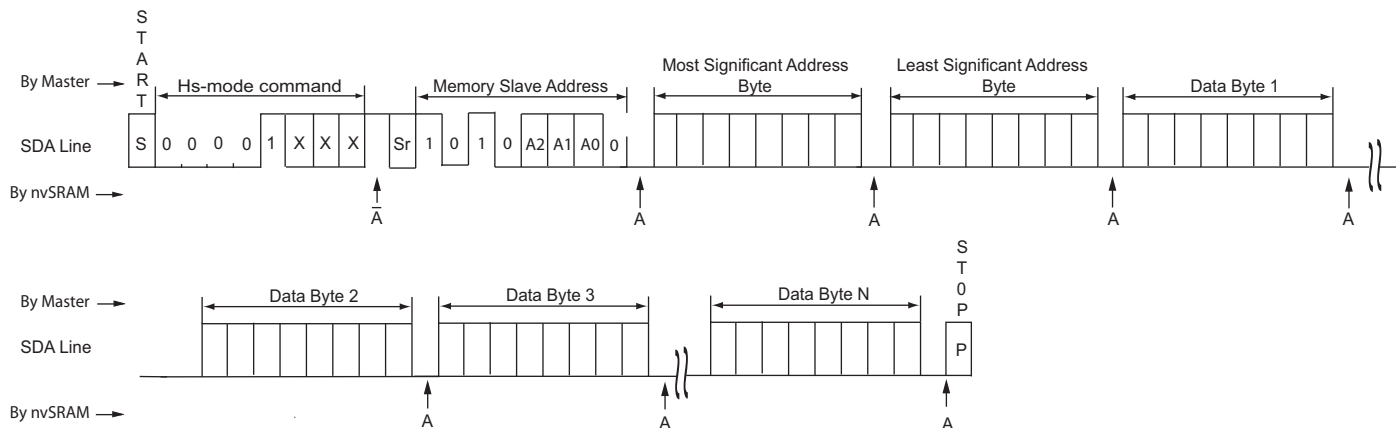 START
By Master
Hs-mode command
Memory Slave Address
Most Significant Address Byte
Least Significant Address Byte
Data Byte 1
SDA Line
S 0 0 0 0 1 X X X Sr 1 0 1 0 A2 A1 A0 0
By nvSRAM
A̅ A A A A
ST0P
By Master
Data Byte 2
Data Byte 3
Data Byte N
SDA Line
P
By nvSRAM
A A A